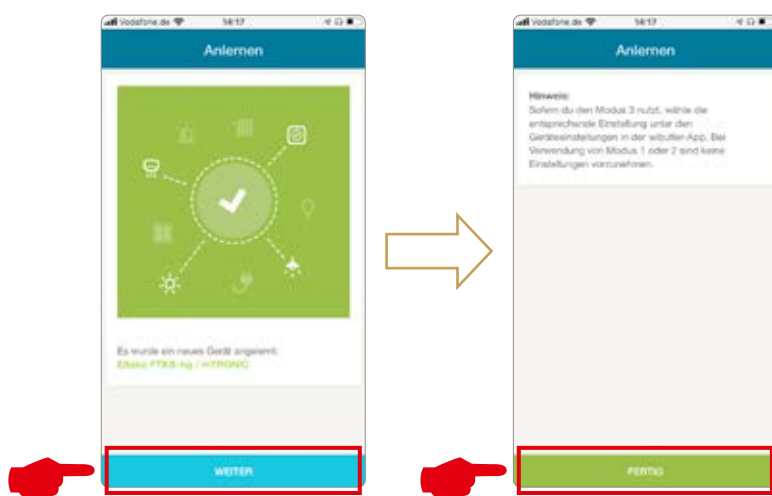 Vodafone.de
14:17
Anlernen
Es wurde ein neues Gerät angelernt:
Eltako FTKB-hg / mTRONIC
WEITER
Vodafone.de
14:17
Anlernen
Hinweis:
Sofern du den Modus 3 nutzt, wähle die
entsprechende Einstellung unter den
Geräteeinstellungen in der wibutler-App. Bei
Verwendung von Modus 1 oder 2 sind keine
Einstellungen vorzunehmen.
FERTIG